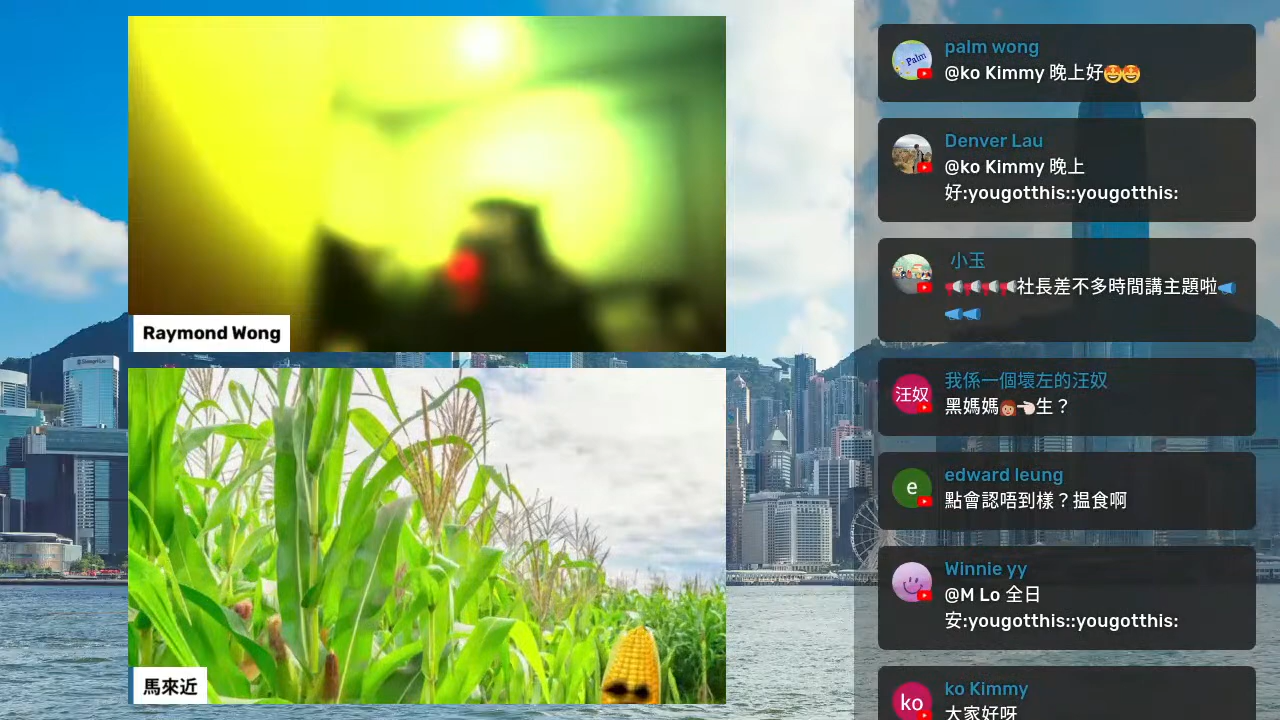 Raymond Wong
馬來近
palm wong
@ko Kimmy 晚上好🤩🤩
Denver Lau
@ko Kimmy 晚上
好:yougotthis::yougotthis:
小玉
📢📢📢📢社長差不多時間講主題啦📣
📣📣
汪奴
我係一個壞左的汪奴
黑媽媽👩🏽👈🏻生？
e
edward leung
點會認唔到樣？揾食啊
Winnie yy
@M Lo 全日
安:yougotthis::yougotthis:
ko
ko Kimmy
大家好呀
Palm